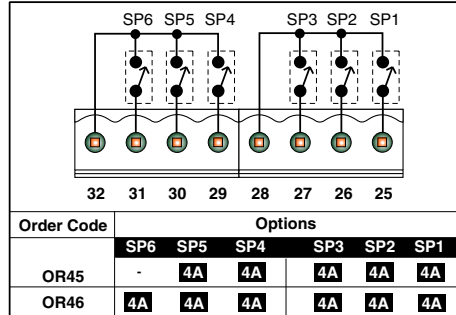 SP6 SP5 SP4 SP3 SP2 SP1
32 31 30 29 28 27 26 25
Order Code Options
SP6 SP5 SP4 SP3 SP2 SP1
OR45 - 4A 4A 4A 4A 4A
OR46 4A 4A 4A 4A 4A 4A